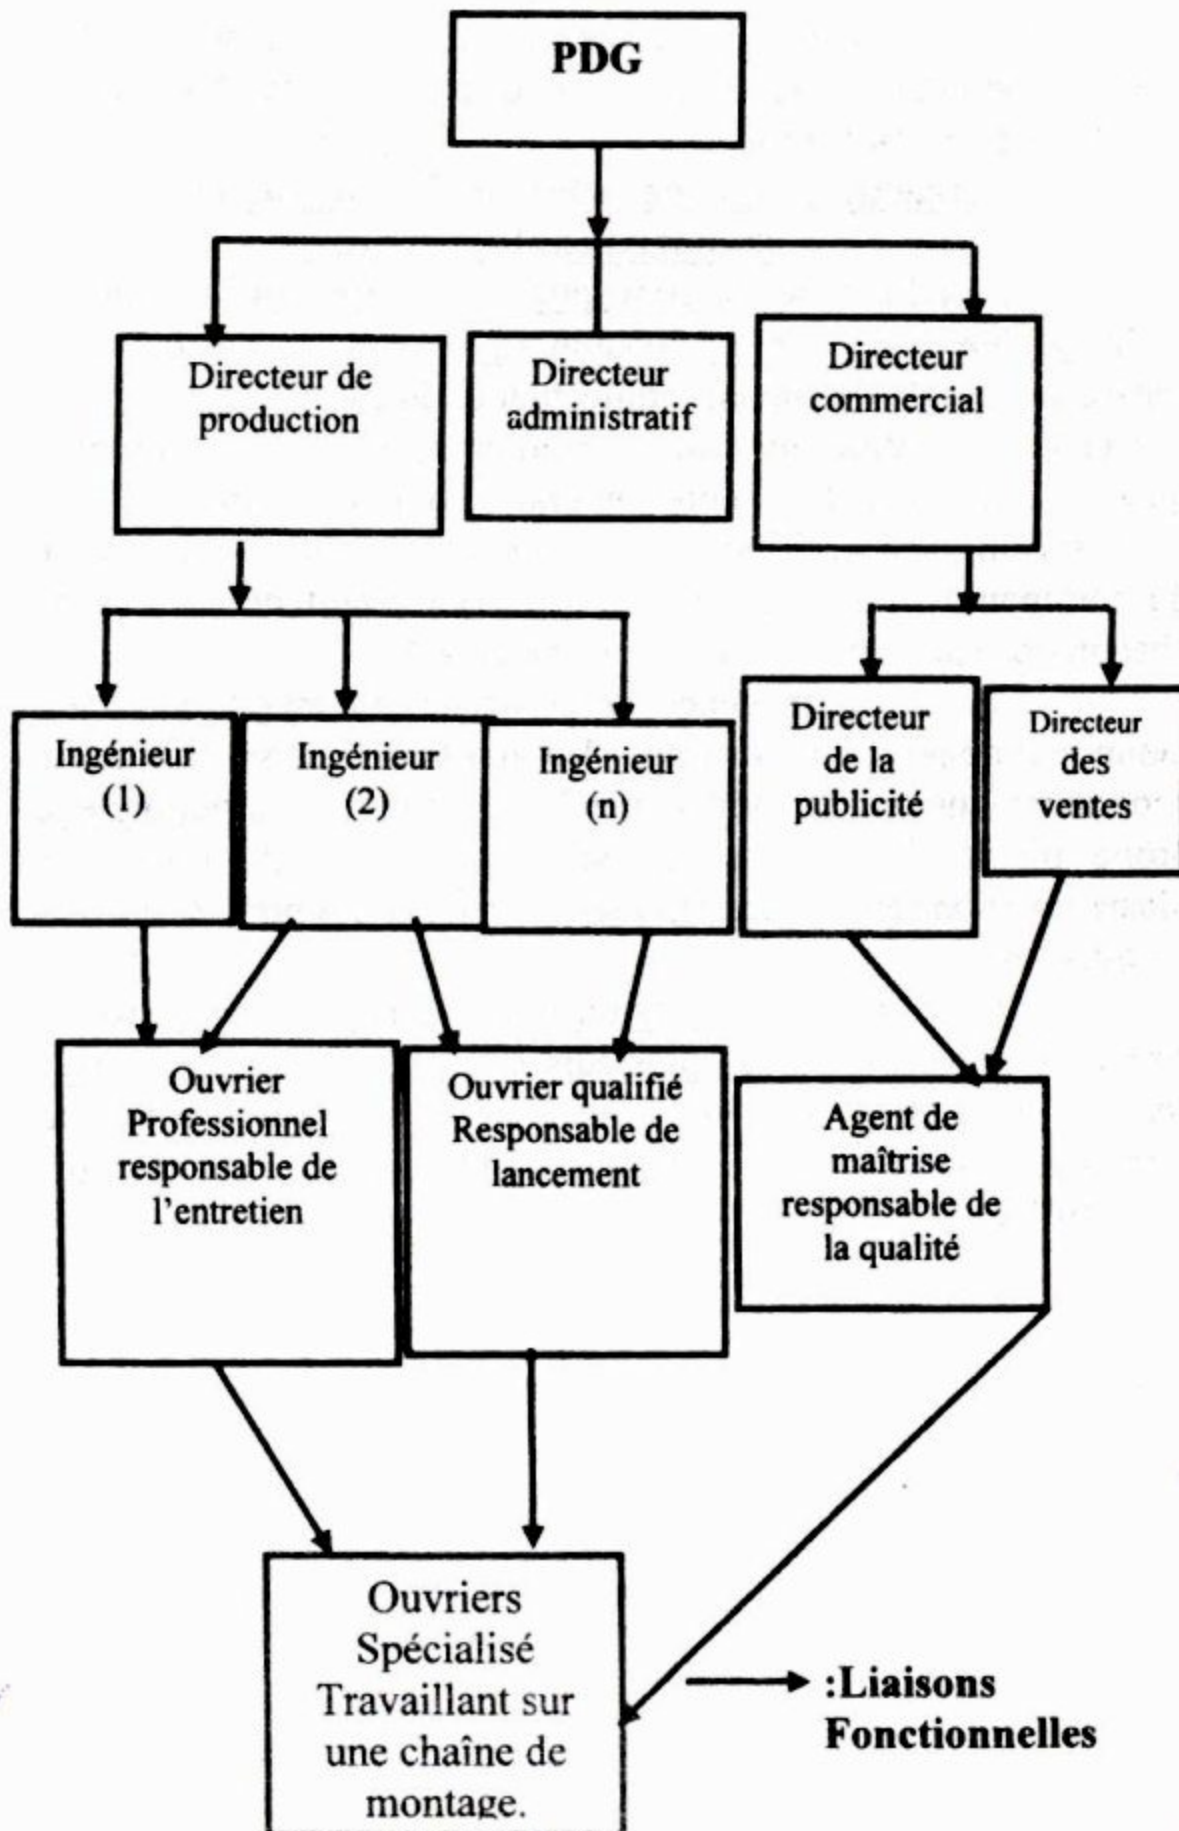 PDG
Directeur de
production
Directeur
administratif
Directeur
commercial
Ingénieur
(1)
Ingénieur
(2)
Ingénieur
(n)
Directeur
de la
publicité
Directeur
des
ventes
Ouvrier
Professionnel
responsable de
l'entretien
Ouvrier qualifié
Responsable de
lancement
Agent de
maîtrise
responsable de
la qualité
Ouvriers
Spécialisé
Travaillant sur
une chaîne de
montage.
:Liaisons
Fonctionnelles